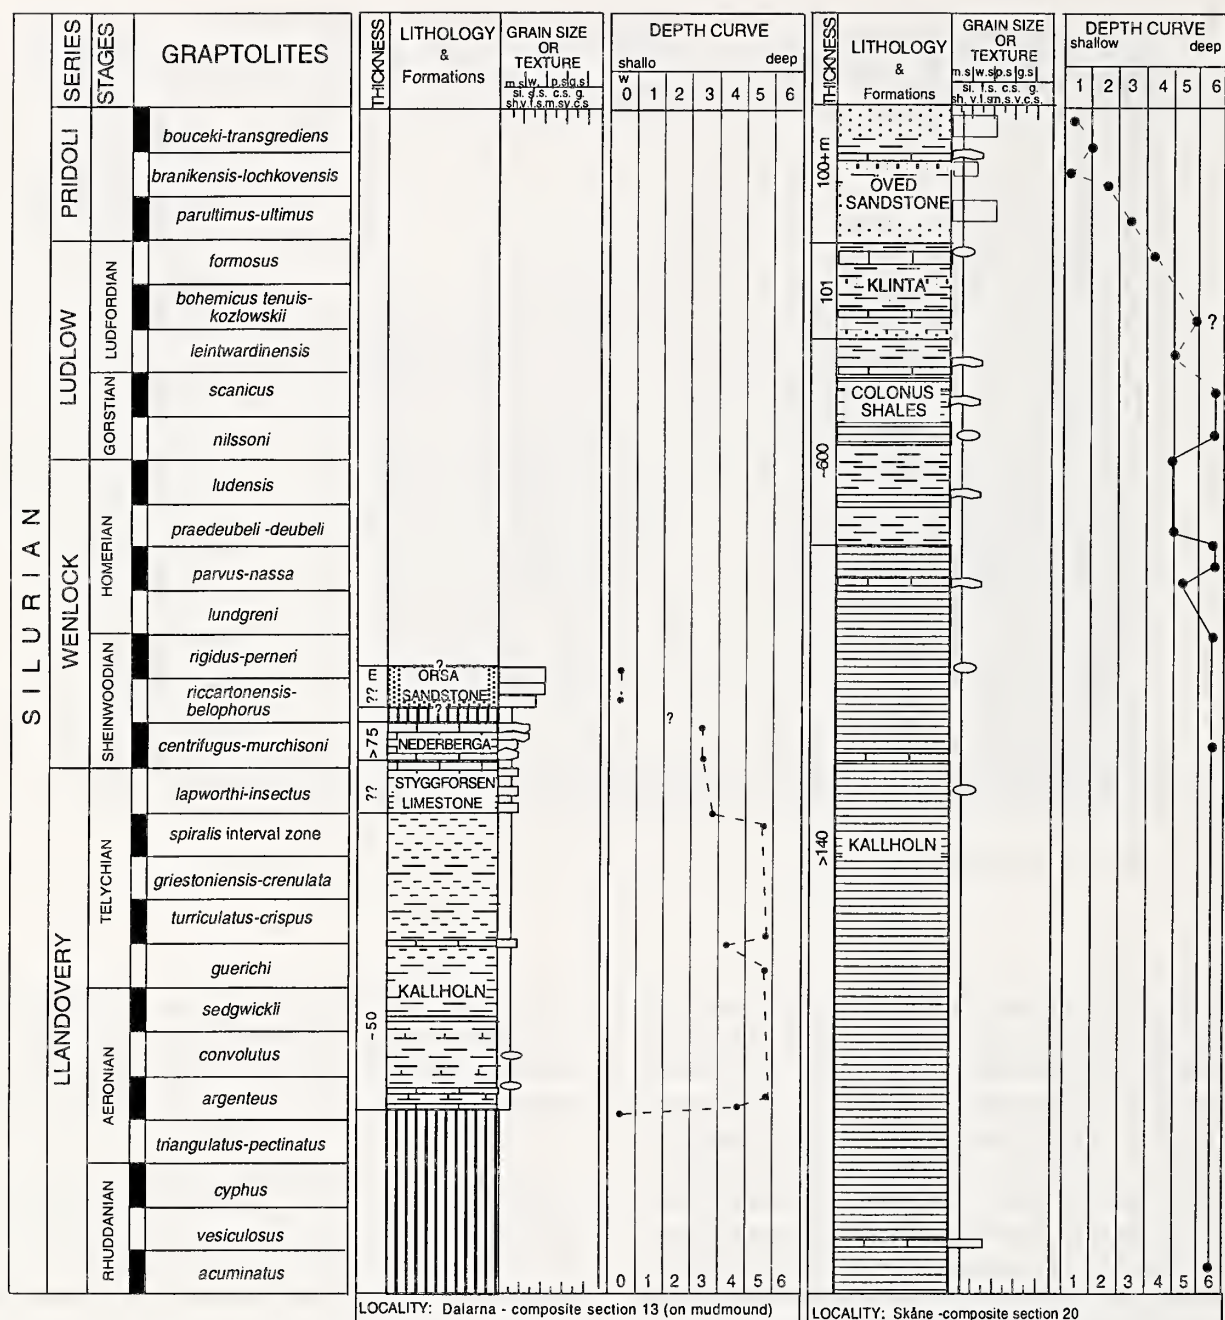 SERIES
STAGES
GRAPTOLITES
SILURIAN
PRIDOLI
LUDLOW
WENLOCK
LLANDOVERY
LUDFORDIAN
GORSTIAN
HOMERIAN
SHEINWOODIAN
TELYCHIAN
AERONIAN
RHUDDANIAN
bouceki-transgrediens
branikensis-lochkovensis
parultimus-ultimus
formosus
bohemicus tenuis-
kozlowskii
leintwardinensis
scanicus
nilssoni
ludensis
praedeubeli -deubeli
parvus-nassa
lundgreni
rigidus-perneri
riccartonensis-
belophorus
centrifugus-murchisoni
lapworthi-insectus
spiralis interval zone
griestoniensis-crenulata
turriculatus-crispus
guerichi
sedgwickii
convolutus
argenteus
triangulatus-pectinatus
cyphus
vesiculosus
acuminatus
THICKNESS
LITHOLOGY
&
Formations
GRAIN SIZE
OR
TEXTURE
m.s w. p.s g.s
si. f.s. c.s. g.
sh.v.f.s.m.s.v.c.s.
DEPTH CURVE
shallo
w
deep
0 1 2 3 4 5 6
E
??
?
ORSA
SANDSTONE
?
?
>75
NEDERBERGA
??
STYGGFORSEN
LIMESTONE
~50
KALLHOLN
0 1 2 3 4 5 6
LOCALITY: Dalarna - composite section 13 (on mudmound)
THICKNESS
LITHOLOGY
&
Formations
GRAIN SIZE
OR
TEXTURE
m.s w.s p.s g.s
si. f.s. c.s. g.
sh. v.f.s m.s.v.c.s.
DEPTH CURVE
shallow deep
1 2 3 4 5 6
100+m
ÖVED
SANDSTONE
101
KLINTA
?
~600
COLONUS
SHALES
>140
KALLHOLN
1 2 3 4 5 6
LOCALITY: Skåne -composite section 20